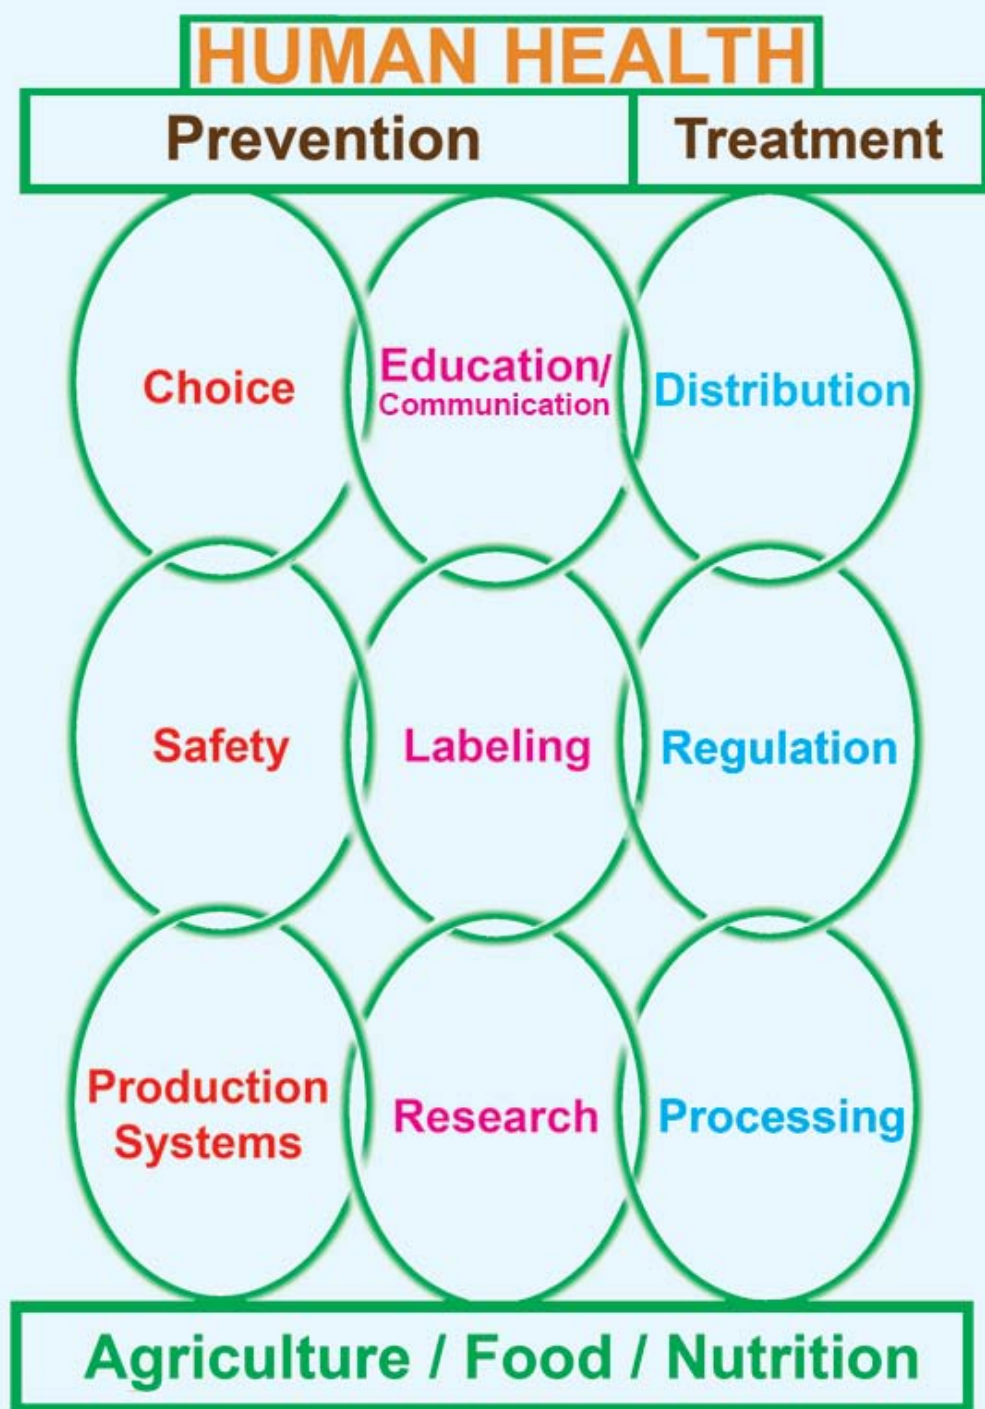 HUMAN HEALTH
Prevention
Treatment
Choice
Education/
Communication
Distribution
Safety
Labeling
Regulation
Production
Systems
Research
Processing
Agriculture / Food / Nutrition